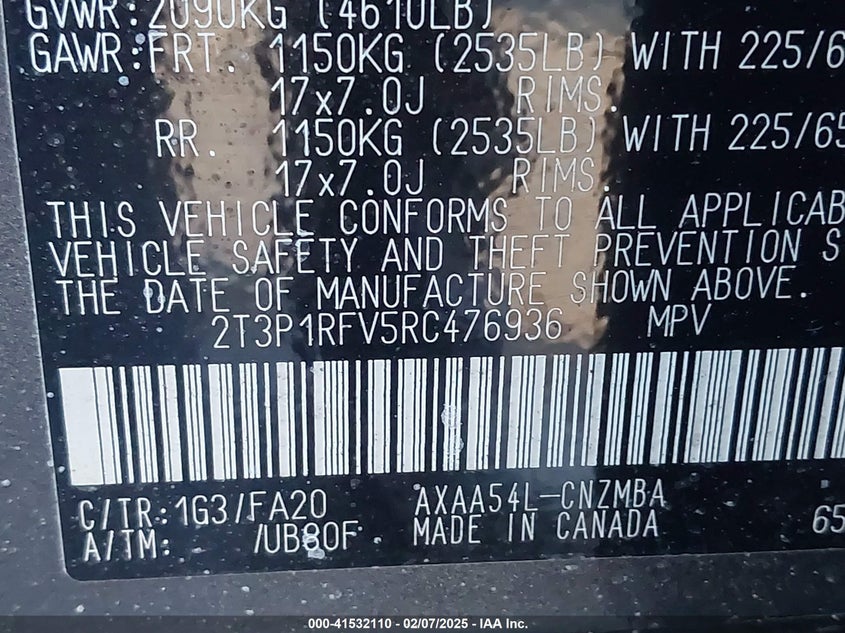 GVWR: 2090KG (4610LB)
GAWR: FRT. 1150KG (2535LB) WITH 225/6
17x7.0J RIMS.
RR. 1150KG (2535LB) WITH 225/65
17x7.0J RIMS.
THIS VEHICLE CONFORMS TO ALL APPLICAB
VEHICLE SAFETY AND THEFT PREVENTION S
THE DATE OF MANUFACTURE SHOWN ABOVE.
2T3P1RFV5RC476936 MPV
C/TR: 1G3/FA20 AXAA54L-CNZMBA
A/TM: /UB80F MADE IN CANADA 65
000-41532110 - 02/07/2025 - IAA Inc.